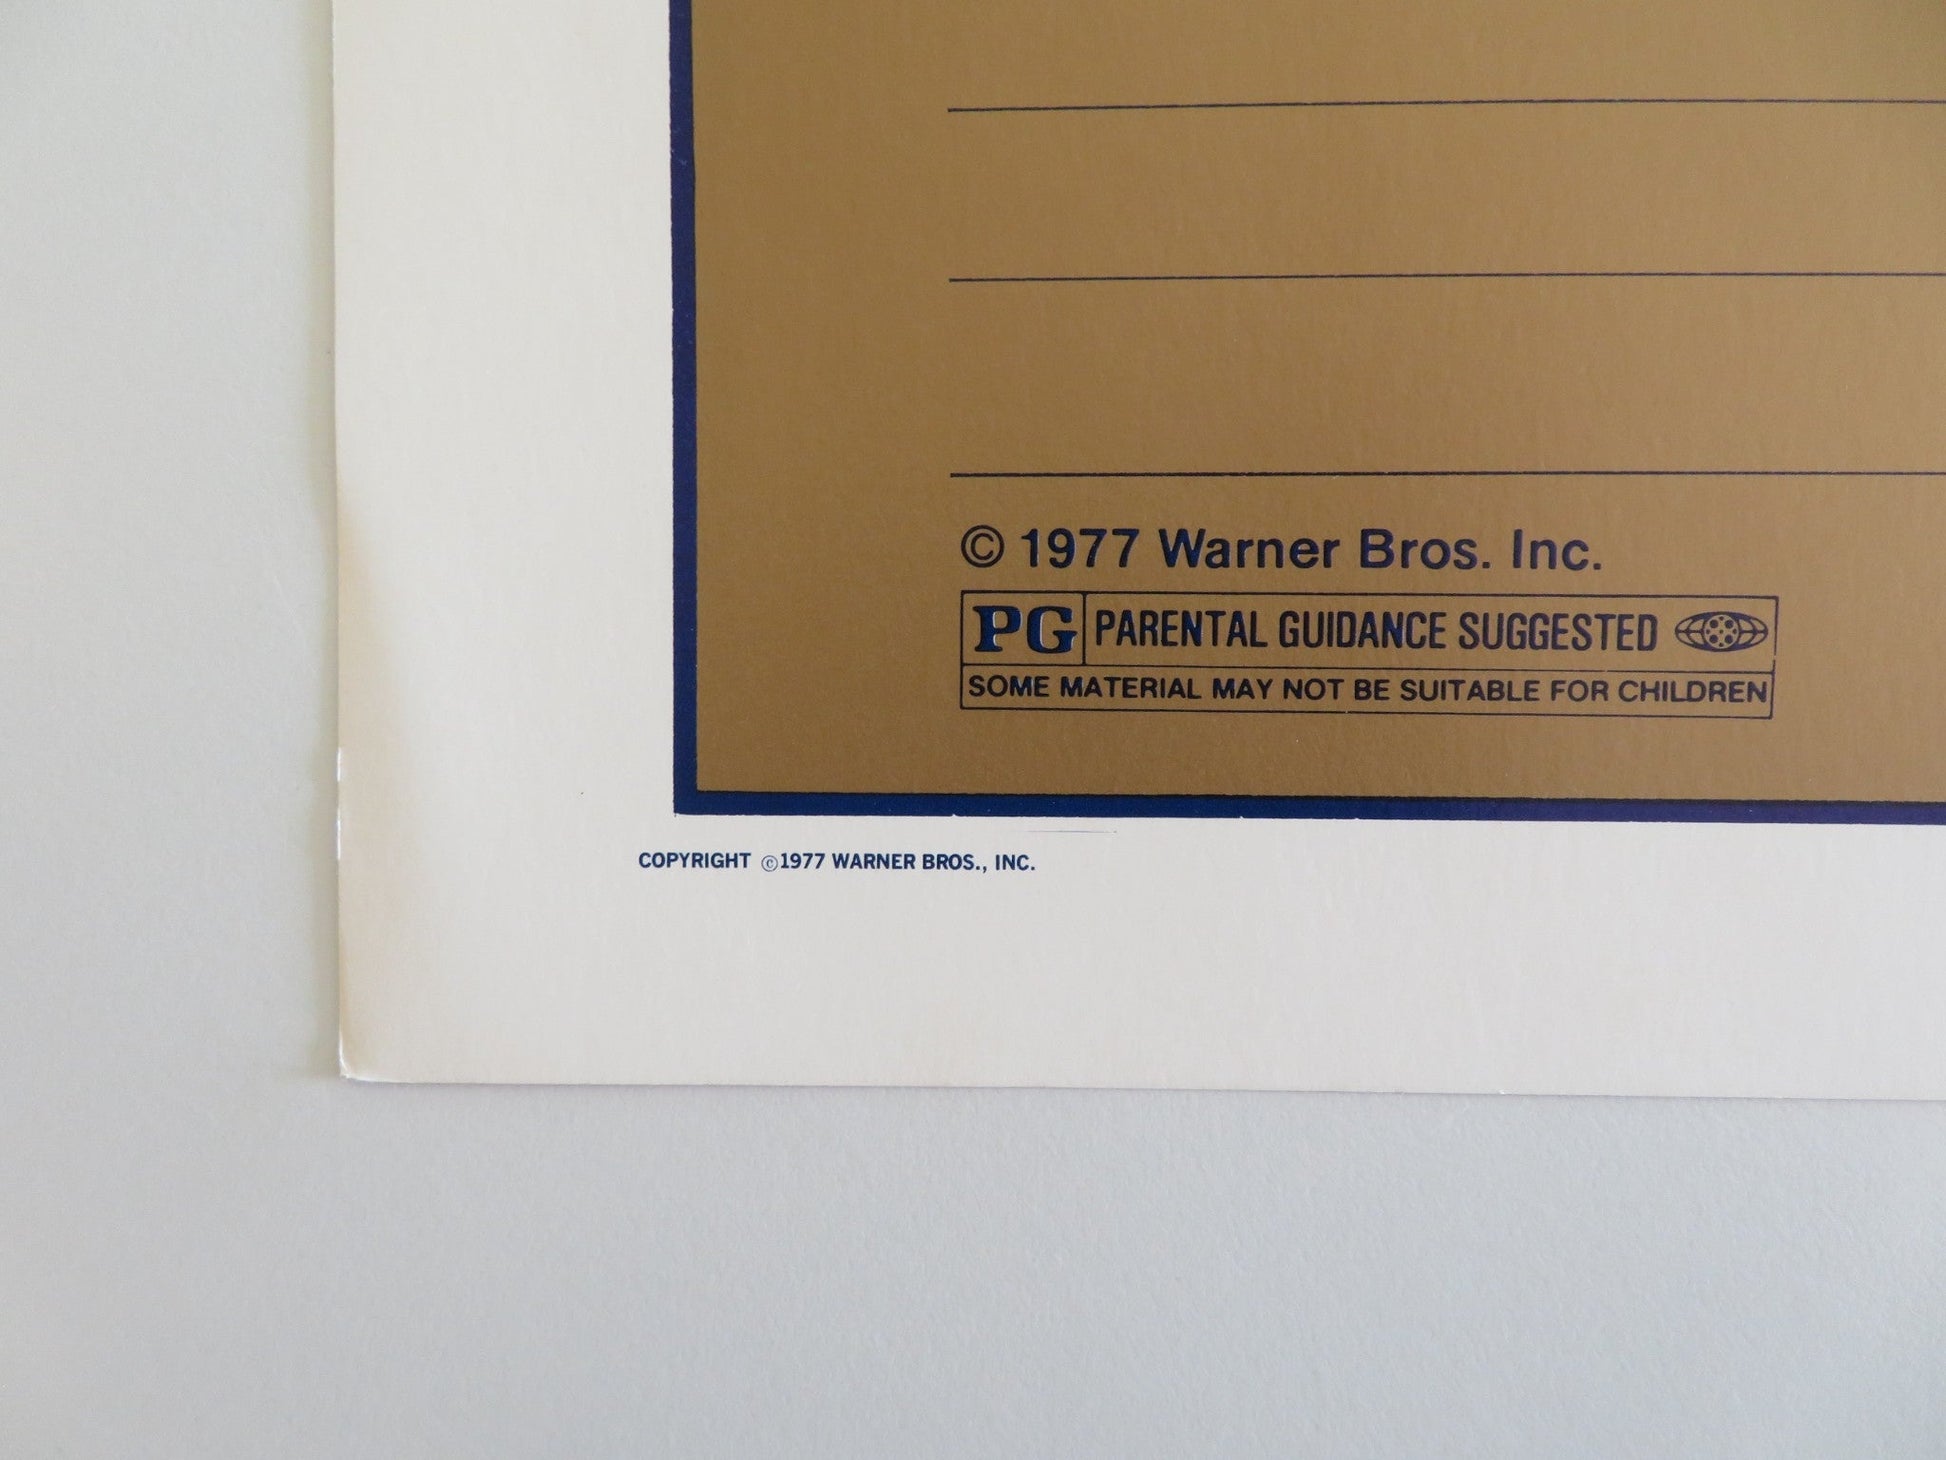 © 1977 Warner Bros. Inc.
PG PARENTAL GUIDANCE SUGGESTED
SOME MATERIAL MAY NOT BE SUITABLE FOR CHILDREN
COPYRIGHT ©1977 WARNER BROS., INC.